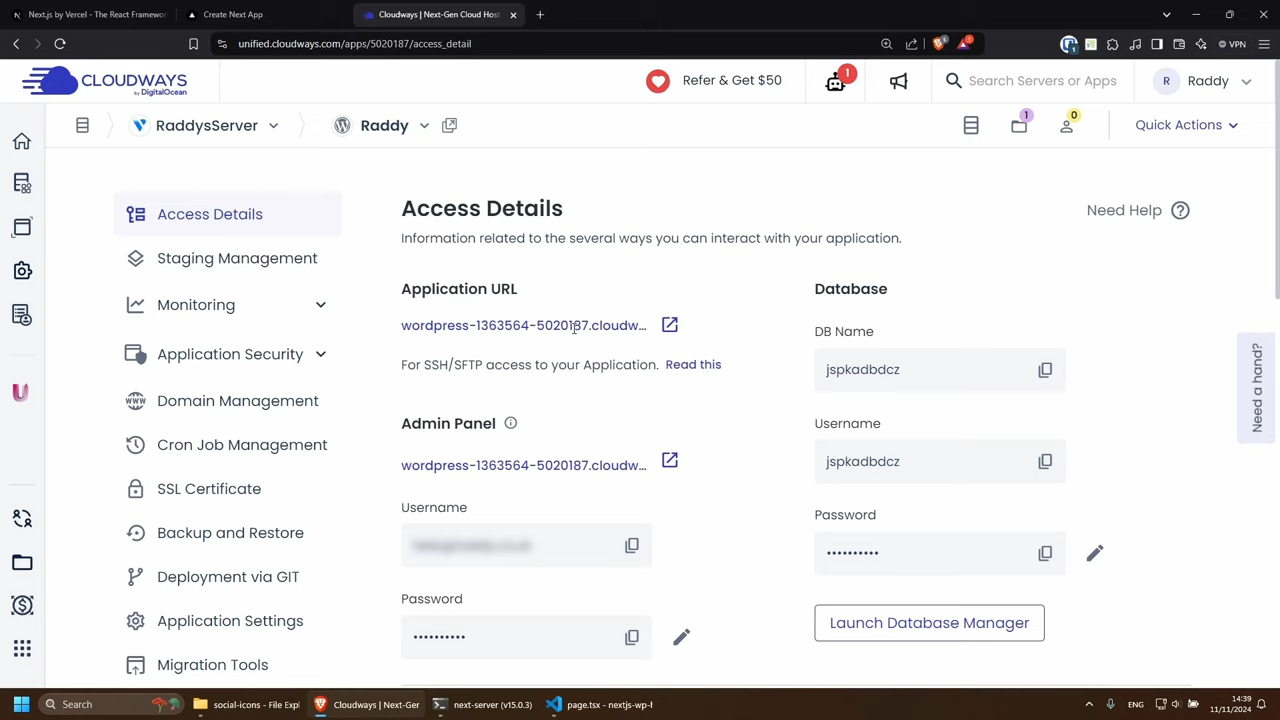 Next.js by Vercel - The React Framewor
Create Next App
Cloudways | Next-Gen Cloud Host
unified.cloudways.com/apps/5020187/access_detail
VPN
CLOUDWAYS
by DigitalOcean
Refer & Get $50
1
Search Servers or Apps
R
Raddy
RaddysServer
Raddy
1
0
Quick Actions
Access Details
Staging Management
Monitoring
Application Security
Domain Management
Cron Job Management
SSL Certificate
Backup and Restore
Deployment via GIT
Application Settings
Migration Tools
Access Details
Need Help
Information related to the several ways you can interact with your application.
Application URL
wordpress-1363564-5020187.cloudw...
For SSH/SFTP access to your Application. Read this
Admin Panel
wordpress-1363564-5020187.cloudw...
Username
Password
••••••••••
Database
DB Name
jspkadbdcz
Username
jspkadbdcz
Password
••••••••••
Launch Database Manager
Need a hand?
Search
social-icons - File Expl
Cloudways | Next-Ger
next-server (v15.0.3)
page.tsx - nextjs-wp-h
ENG
14:39
11/11/2024